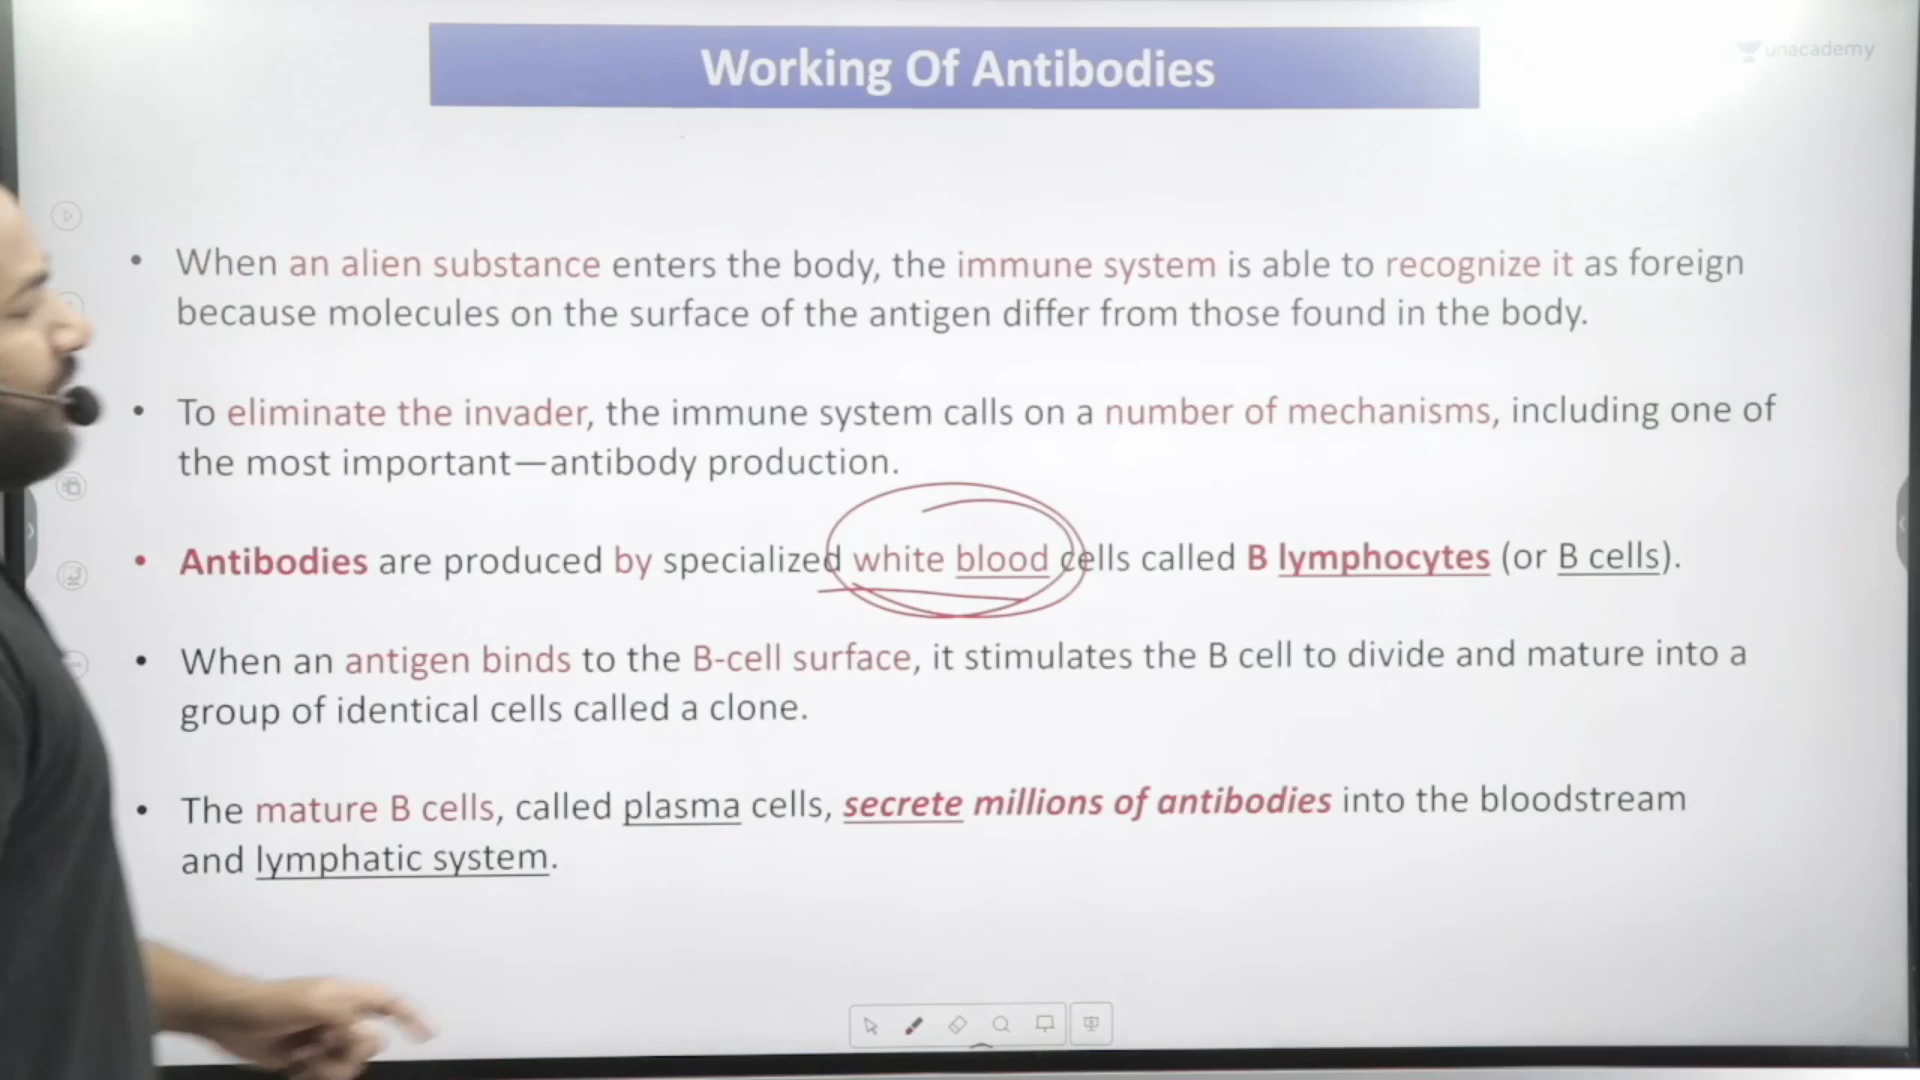 Working Of Antibodies
unacademy
• When an alien substance enters the body, the immune system is able to recognize it as foreign
because molecules on the surface of the antigen differ from those found in the body.
• To eliminate the invader, the immune system calls on a number of mechanisms, including one of
the most important—antibody production.
• Antibodies are produced by specialized white blood cells called B lymphocytes (or B cells).
• When an antigen binds to the B-cell surface, it stimulates the B cell to divide and mature into a
group of identical cells called a clone.
• The mature B cells, called plasma cells, secrete millions of antibodies into the bloodstream
and lymphatic system.